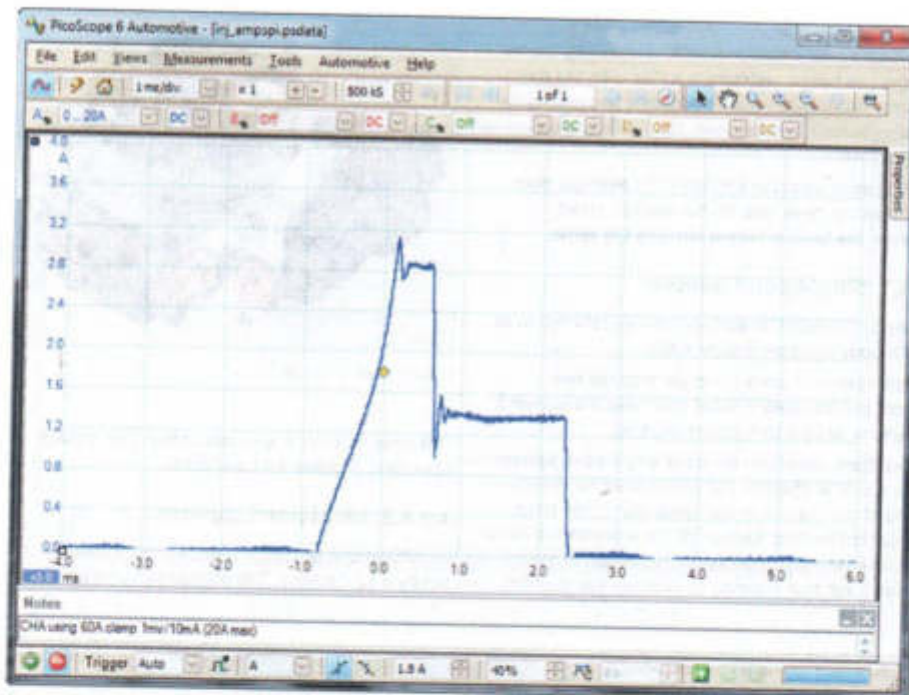 PicoScope 6 Automotive - [inj_ampspi.psdata]
File Edit Views Measurements Tools Automotive Help
1 ms/div x 1 500 kS 1 of 1
A 0...20A DC B Off DC C Off DC D Off DC
4.0
A
3.6
3.2
2.8
2.4
2.0
1.6
1.2
0.8
0.4
0.0
-4.0 -3.0 -2.0 -1.0 0.0 1.0 2.0 3.0 4.0 5.0 6.0
ms
Properties
Notes
CHA using 60A clamp 1mv/10mA (20A max)
Trigger Auto A 1.8 A 40%